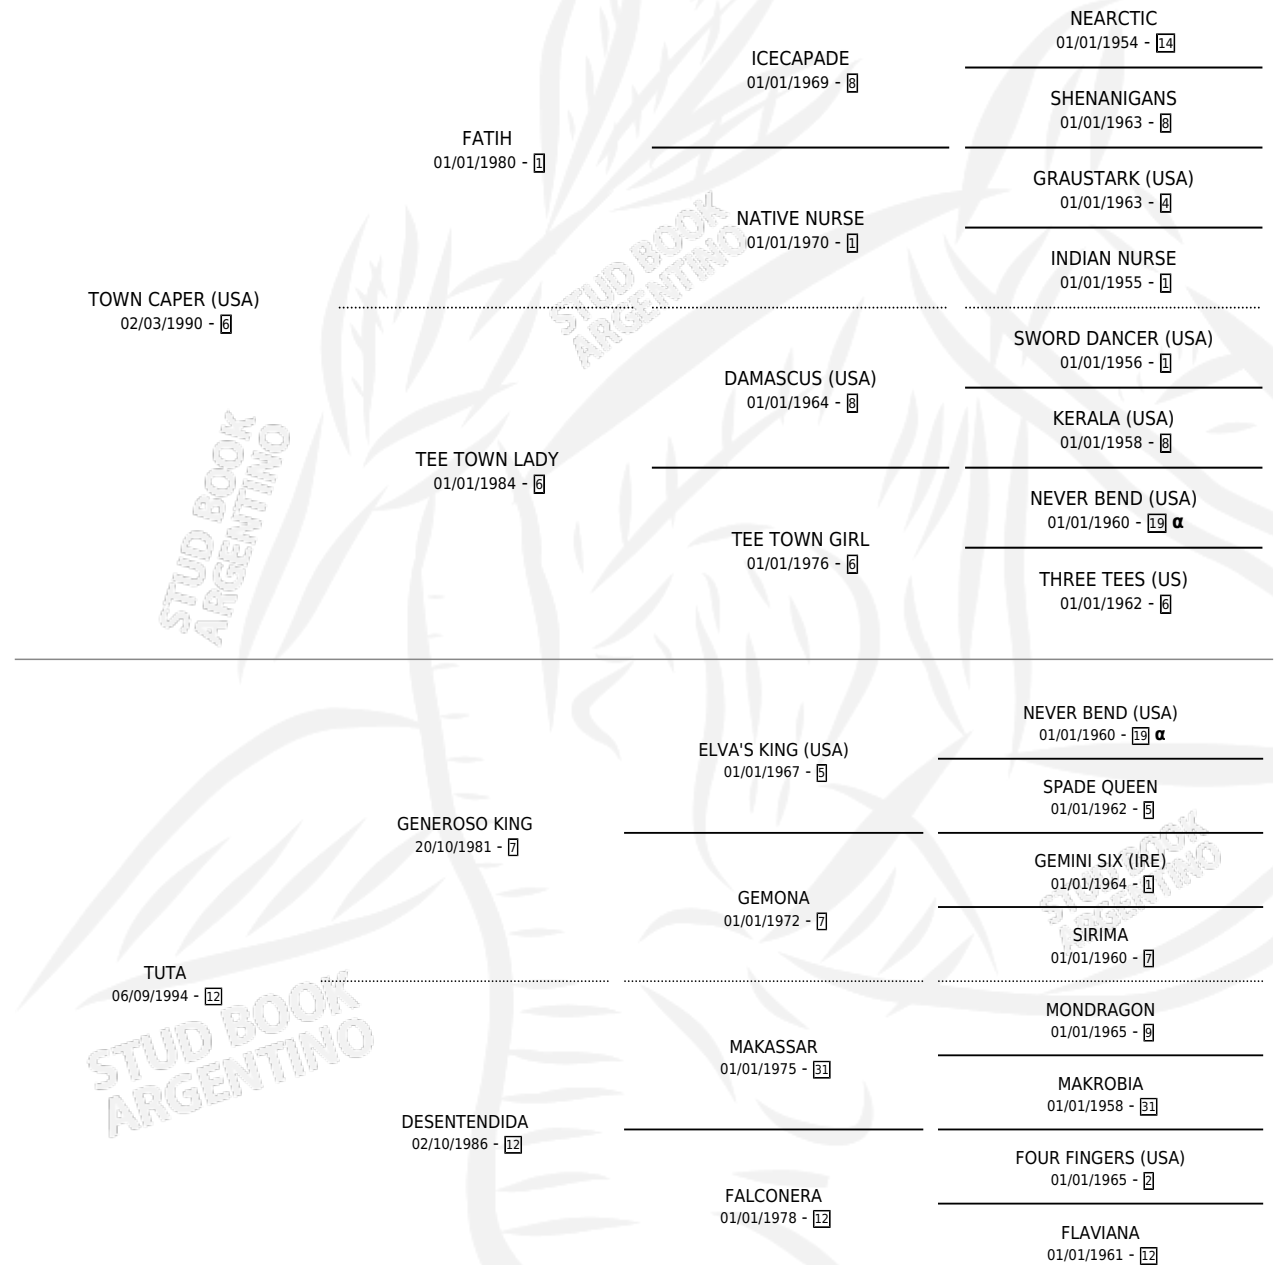 NEARCTIC
01/01/1954 - 14
ICECAPADE
01/01/1969 - 8
SHENANIGANS
01/01/1963 - 8
FATIH
01/01/1980 - 1
GRAUSTARK (USA)
01/01/1963 - 4
NATIVE NURSE
01/01/1970 - 1
INDIAN NURSE
01/01/1955 - 1
TOWN CAPER (USA)
02/03/1990 - 6
SWORD DANCER (USA)
01/01/1956 - 1
DAMASCUS (USA)
01/01/1964 - 8
KERALA (USA)
01/01/1958 - 8
TEE TOWN LADY
01/01/1984 - 6
NEVER BEND (USA)
01/01/1960 - 19 α
TEE TOWN GIRL
01/01/1976 - 6
THREE TEES (US)
01/01/1962 - 6
NEVER BEND (USA)
01/01/1960 - 19 α
ELVA'S KING (USA)
01/01/1967 - 5
SPADE QUEEN
01/01/1962 - 5
GENEROSO KING
20/10/1981 - 7
GEMINI SIX (IRE)
01/01/1964 - 1
GEMONA
01/01/1972 - 7
SIRIMA
01/01/1960 - 7
TUTA
06/09/1994 - 12
MONDRAGON
01/01/1965 - 9
MAKASSAR
01/01/1975 - 31
MAKROBIA
01/01/1958 - 31
DESENTENDIDA
02/10/1986 - 12
FOUR FINGERS (USA)
01/01/1965 - 2
FALCONERA
01/01/1978 - 12
FLAVIANA
01/01/1961 - 12
STUD BOOK
ARGENTINO
STUD BOOK
ARGENTINO
STUD BOOK
ARGENTINO
STUD BOOK
ARGENTINO